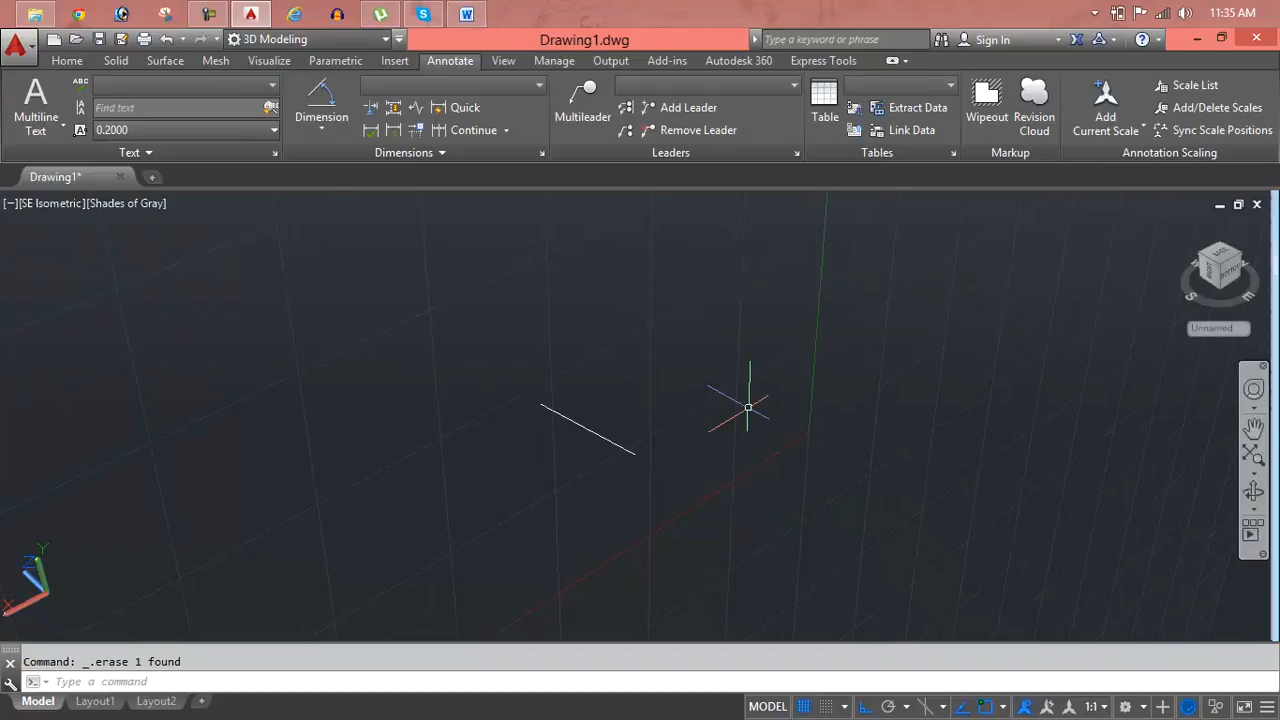 11:35 AM
3D Modeling
Drawing1.dwg
Type a keyword or phrase
Sign In
Home Solid Surface Mesh Visualize Parametric Insert Annotate View Manage Output Add-ins Autodesk 360 Express Tools
Multiline Text
ABC
Find text
0.2000
Text
Dimension
Quick
Continue
Dimensions
Multileader
Add Leader
Remove Leader
Leaders
Table
Extract Data
Link Data
Tables
Wipeout
Revision Cloud
Markup
Add Current Scale
Scale List
Add/Delete Scales
Sync Scale Positions
Annotation Scaling
Drawing1*
[−][SE Isometric][Shades of Gray]
Unnamed
Y
Z
X
Command: _.erase 1 found
Type a command
Model Layout1 Layout2
MODEL
1:1